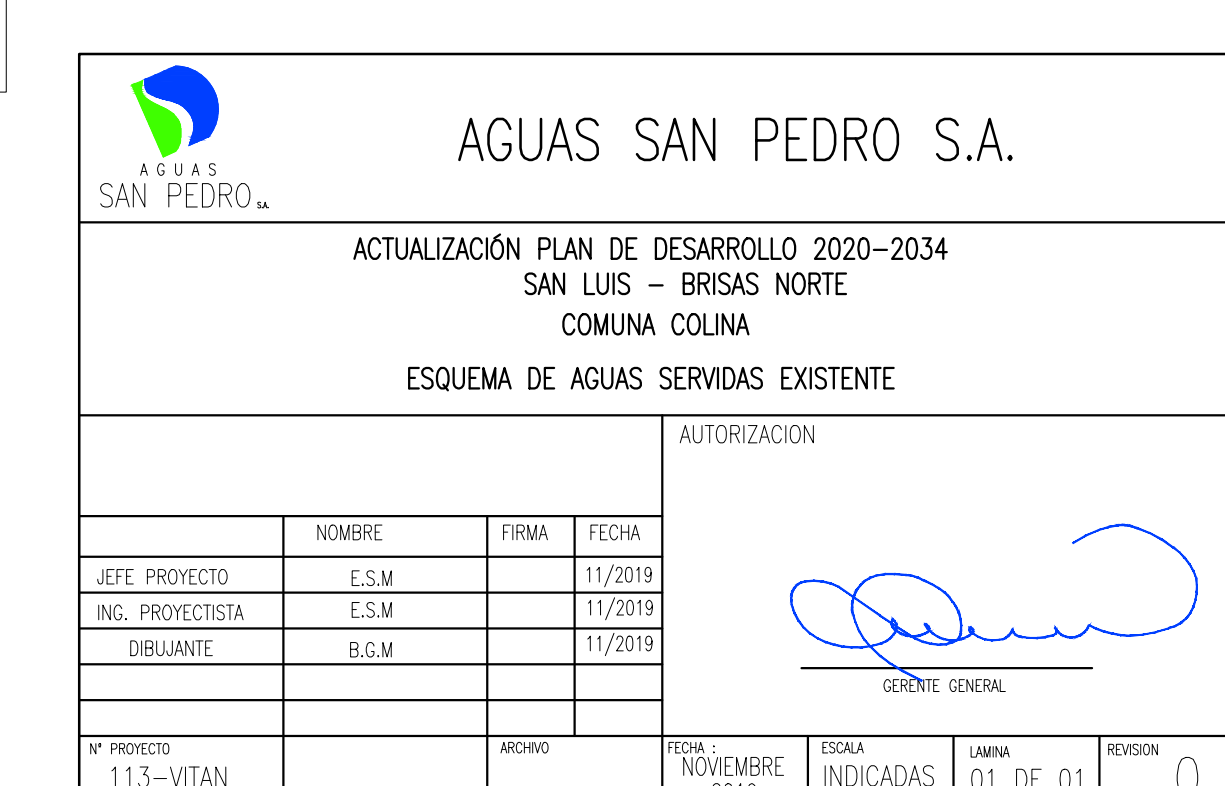 AGUAS
SAN PEDRO S.A.
AGUAS SAN PEDRO S.A.
ACTUALIZACIÓN PLAN DE DESARROLLO 2020-2034
SAN LUIS - BRISAS NORTE
COMUNA COLINA
ESQUEMA DE AGUAS SERVIDAS EXISTENTE
AUTORIZACION
NOMBRE FIRMA FECHA
JEFE PROYECTO E.S.M 11/2019
ING. PROYECTISTA E.S.M 11/2019
DIBUJANTE B.G.M 11/2019
GERENTE GENERAL
N° PROYECTO ARCHIVO FECHA : ESCALA LAMINA REVISION
113-VITAN NOVIEMBRE INDICADAS 01 DE 01